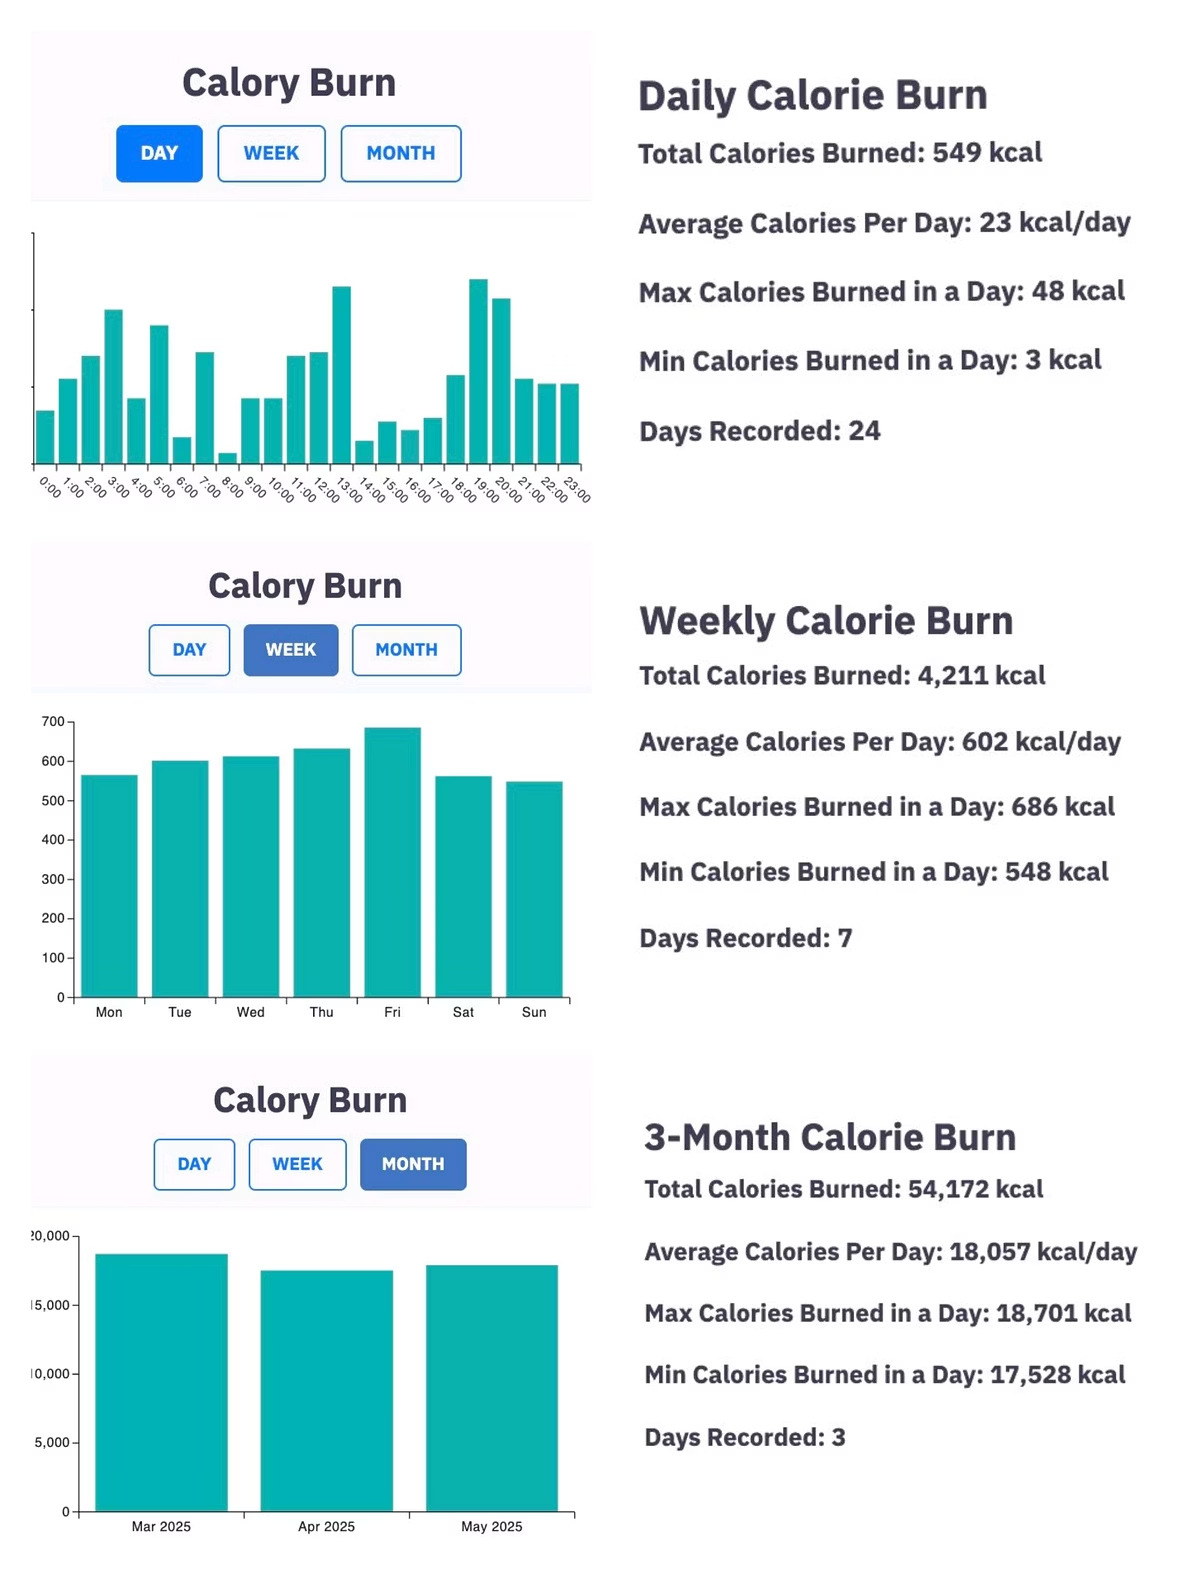 Calory Burn
DAY WEEK MONTH
0:00 1:00 2:00 3:00 4:00 5:00 6:00 7:00 8:00 9:00 10:00 11:00 12:00 13:00 14:00 15:00 16:00 17:00 18:00 19:00 20:00 21:00 22:00 23:00
Daily Calorie Burn
Total Calories Burned: 549 kcal
Average Calories Per Day: 23 kcal/day
Max Calories Burned in a Day: 48 kcal
Min Calories Burned in a Day: 3 kcal
Days Recorded: 24
Calory Burn
DAY WEEK MONTH
700
600
500
400
300
200
100
0
Mon Tue Wed Thu Fri Sat Sun
Weekly Calorie Burn
Total Calories Burned: 4,211 kcal
Average Calories Per Day: 602 kcal/day
Max Calories Burned in a Day: 686 kcal
Min Calories Burned in a Day: 548 kcal
Days Recorded: 7
Calory Burn
DAY WEEK MONTH
20,000
15,000
10,000
5,000
0
Mar 2025 Apr 2025 May 2025
3-Month Calorie Burn
Total Calories Burned: 54,172 kcal
Average Calories Per Day: 18,057 kcal/day
Max Calories Burned in a Day: 18,701 kcal
Min Calories Burned in a Day: 17,528 kcal
Days Recorded: 3